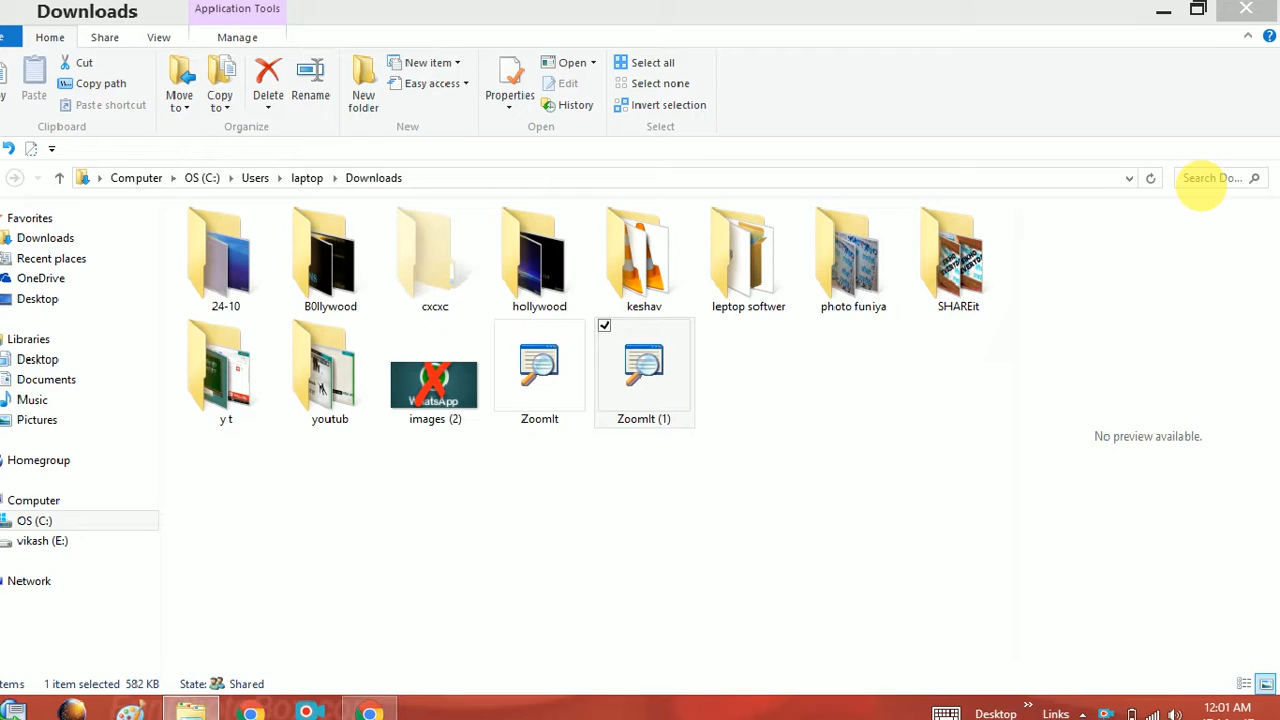 Downloads
Application Tools
Home
Share
View
Manage
Cut
Copy path
Paste shortcut
Paste
Clipboard
Move to
Copy to
Delete
Rename
Organize
New folder
New item
Easy access
New
Properties
Open
Edit
History
Open
Select all
Select none
Invert selection
Select
Computer
OS (C:)
Users
laptop
Downloads
Search Do...
Favorites
Downloads
Recent places
OneDrive
Desktop
Libraries
Desktop
Documents
Music
Pictures
Homegroup
Computer
OS (C:)
vikash (E:)
Network
24-10
B0llywood
cxcxc
hollywood
keshav
leptop softwer
photo funiya
SHAREit
y t
youtub
WhatsApp
images (2)
ZoomIt
ZoomIt (1)
No preview available.
1 item selected 582 KB
State:
Shared
Desktop
Links
12:01 AM